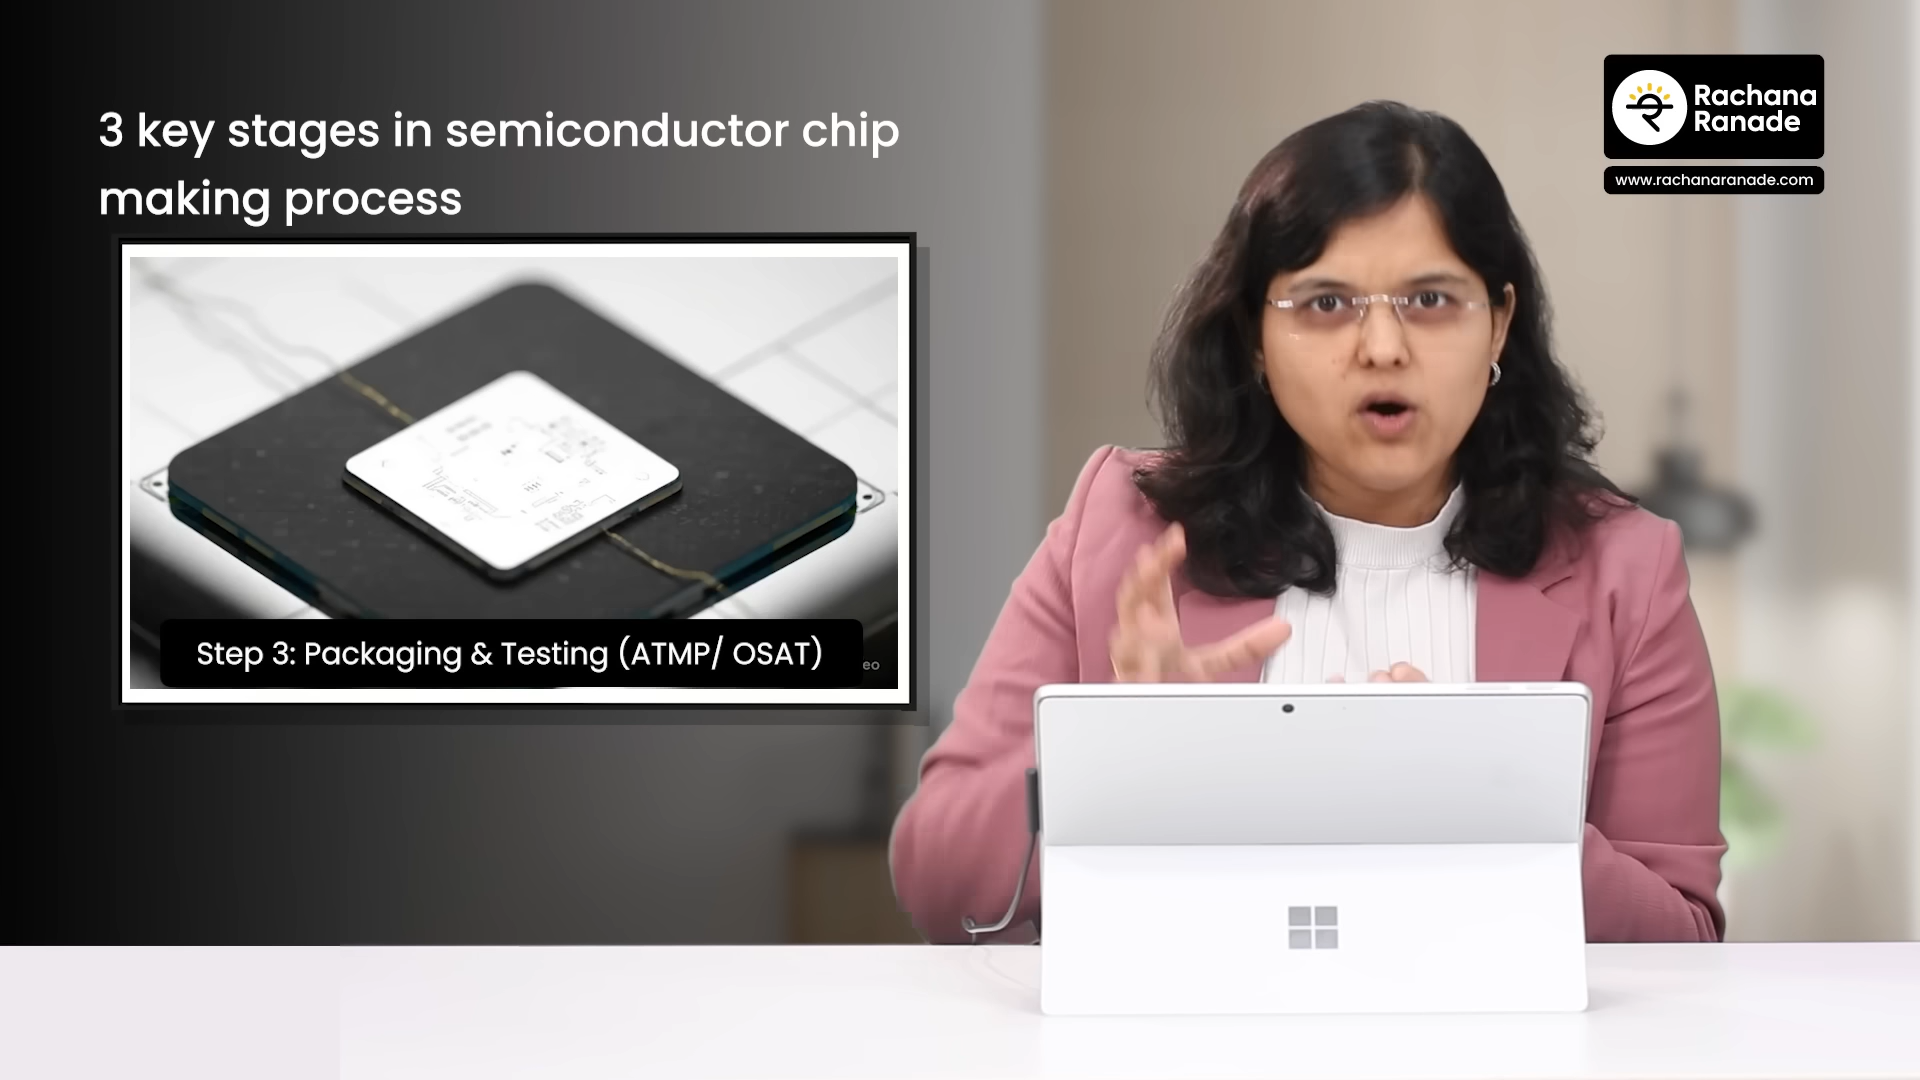 3 key stages in semiconductor chip
making process
Step 3: Packaging & Testing (ATMP/ OSAT)
eo
Rachana
Ranade
www.rachanaranade.com